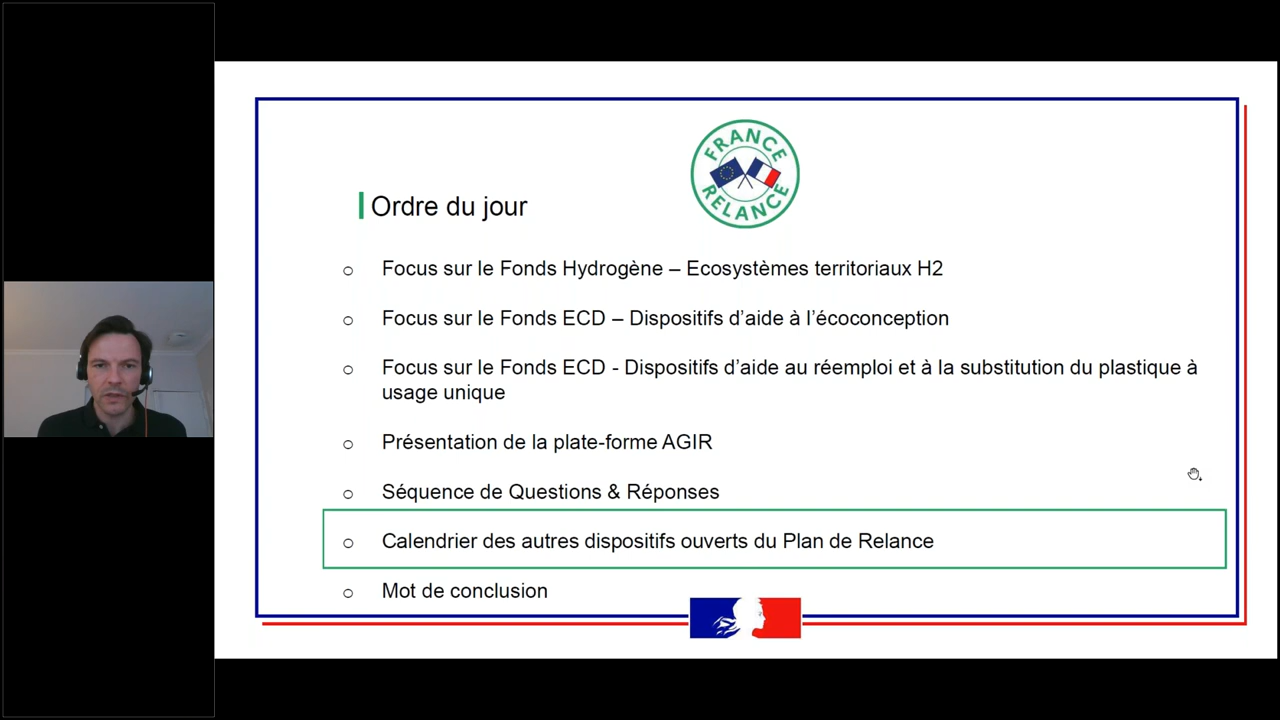 FRANCE
RELANCE
Ordre du jour
o Focus sur le Fonds Hydrogène – Ecosystèmes territoriaux H2
o Focus sur le Fonds ECD – Dispositifs d’aide à l’écoconception
o Focus sur le Fonds ECD - Dispositifs d’aide au réemploi et à la substitution du plastique à
usage unique
o Présentation de la plate-forme AGIR
o Séquence de Questions & Réponses
o Calendrier des autres dispositifs ouverts du Plan de Relance
o Mot de conclusion